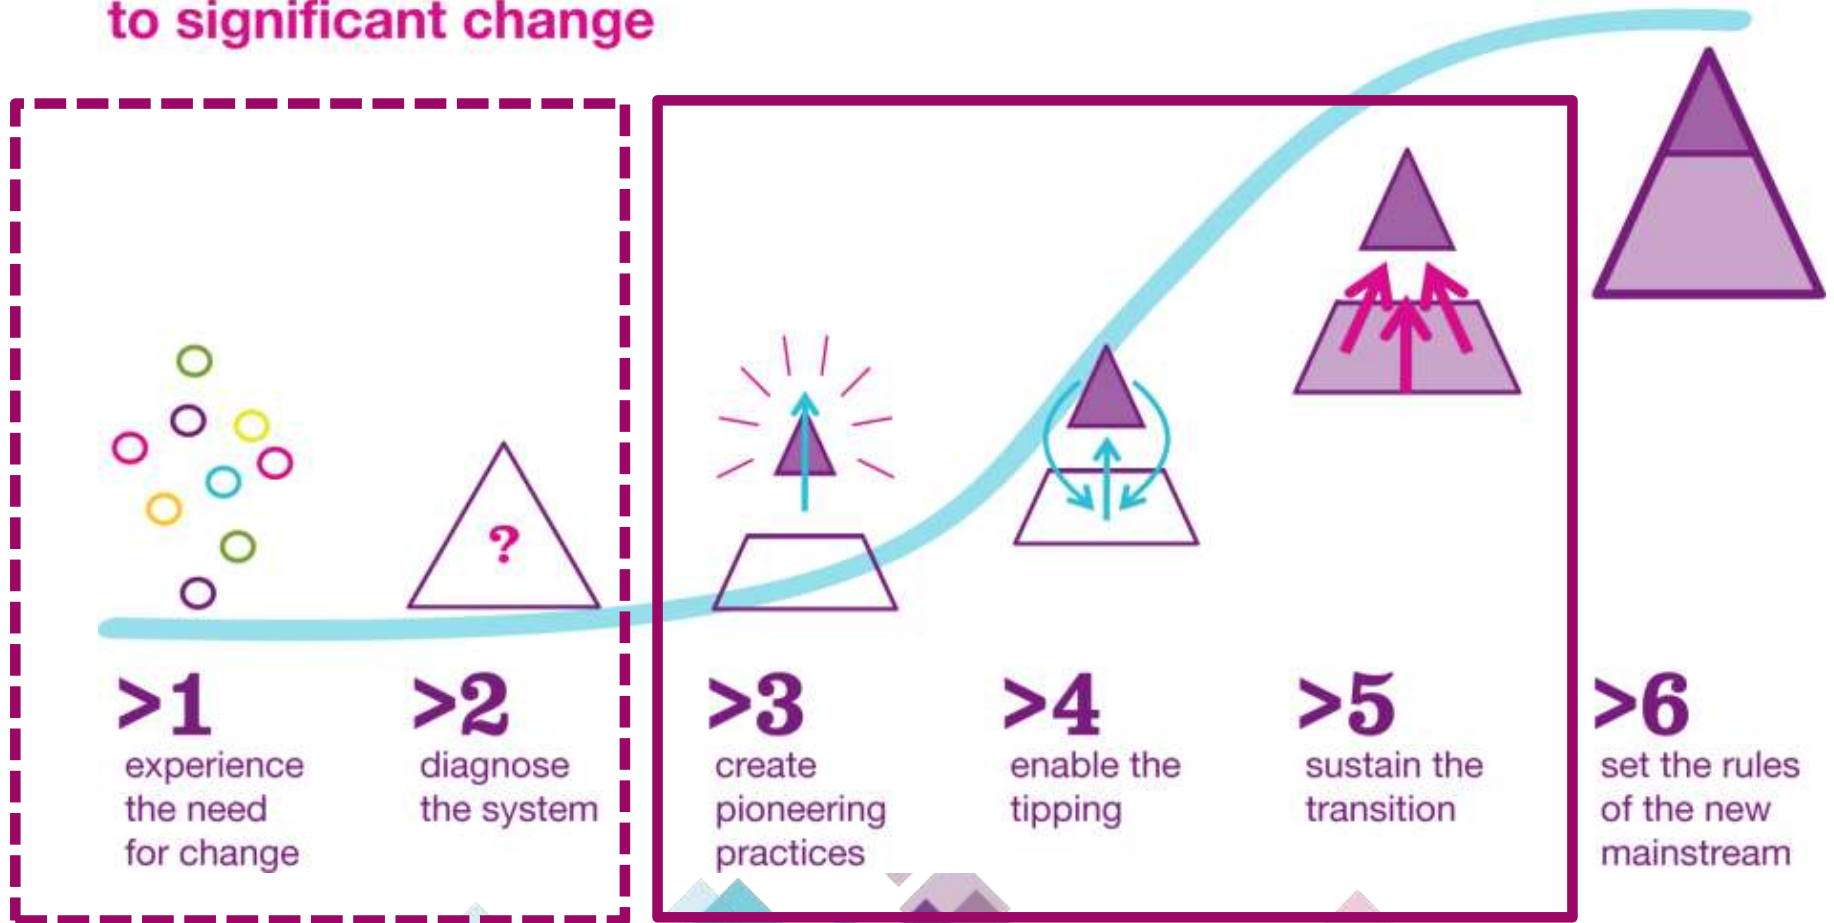 to significant change
?
>1
experience
the need
for change
>2
diagnose
the system
>3
create
pioneering
practices
>4
enable the
tipping
>5
sustain the
transition
>6
set the rules
of the new
mainstream